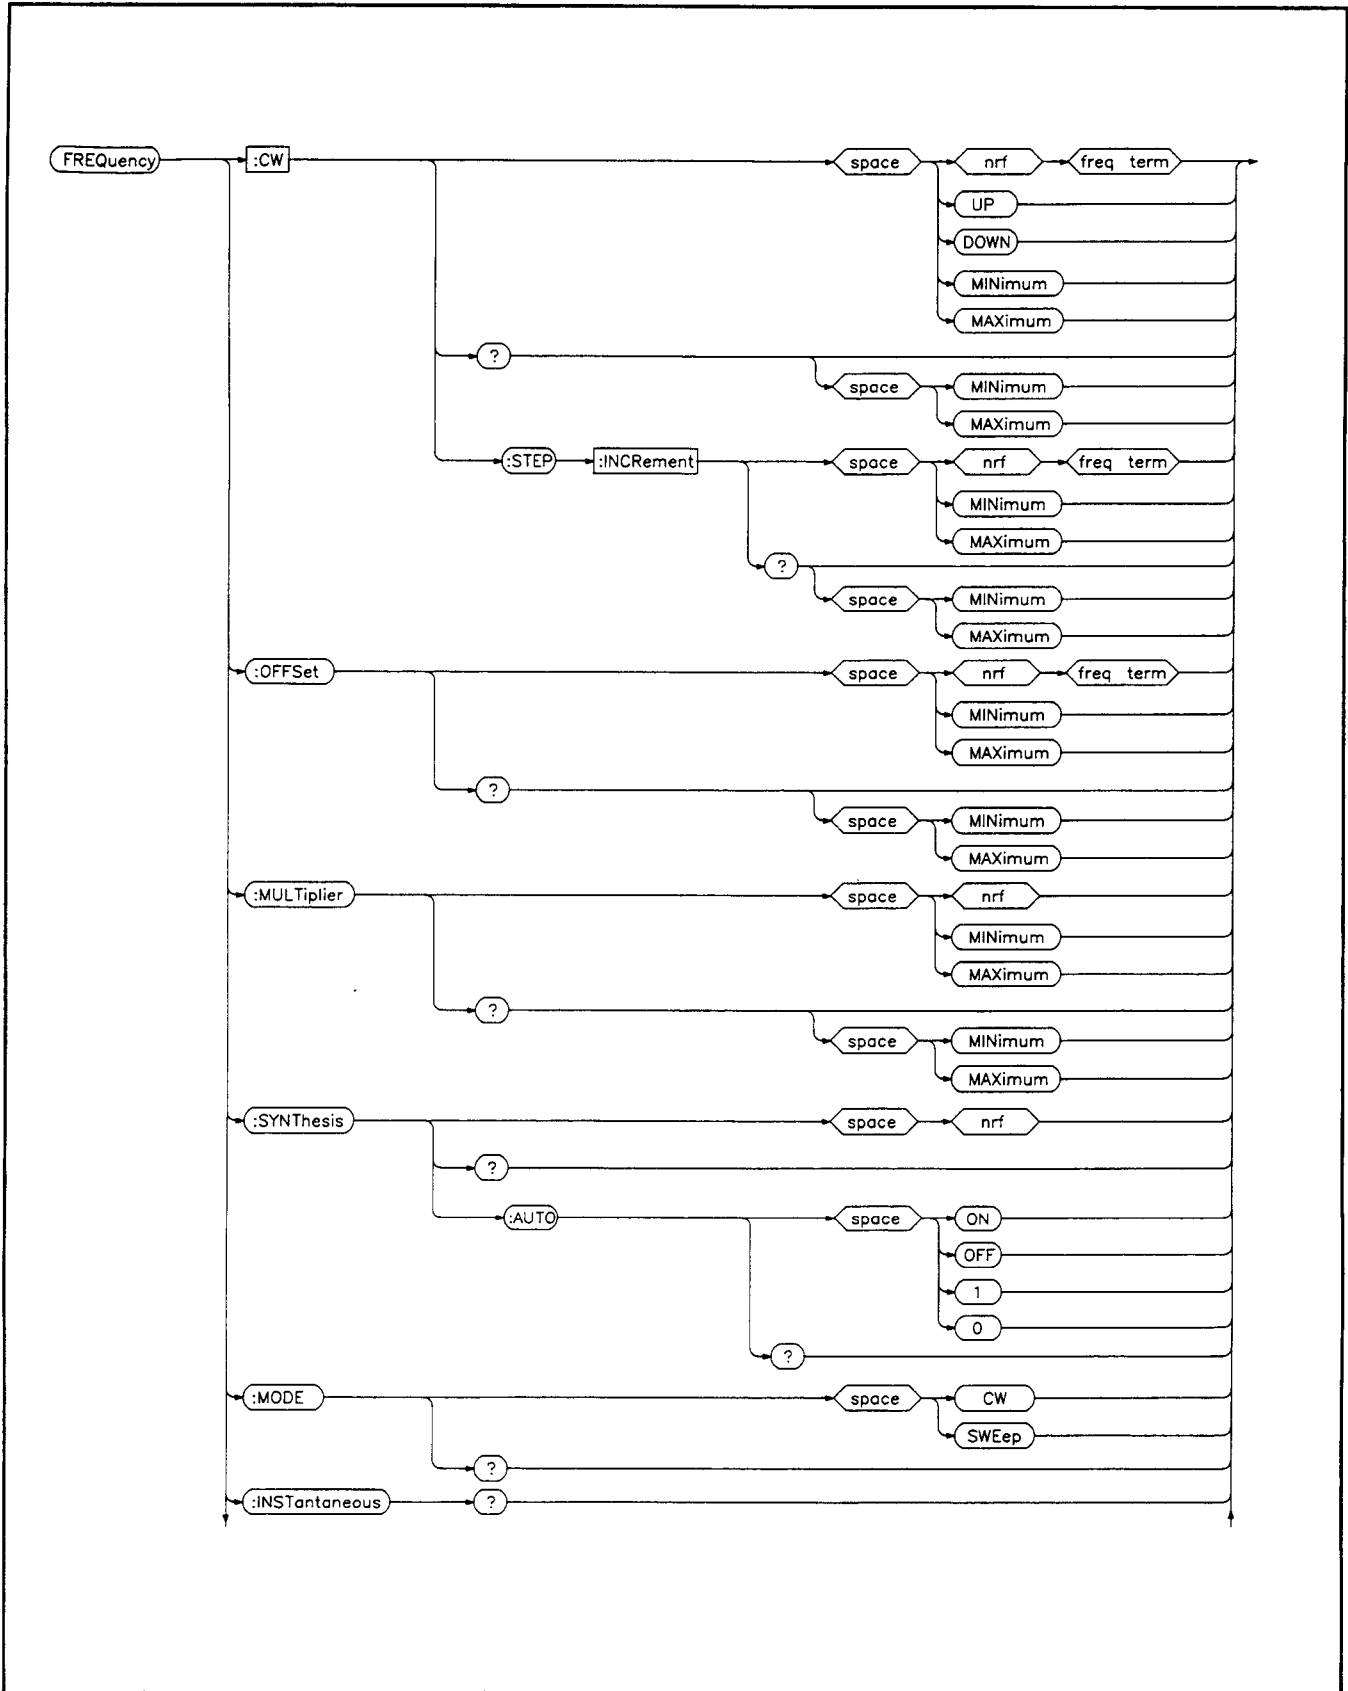 FREQuency :CW space nrf freq term
UP
DOWN
MINimum
MAXimum
?
space MINimum
MAXimum
:STEP :INCRement space nrf freq term
MINimum
MAXimum
?
space MINimum
MAXimum
:OFFSet space nrf freq term
MINimum
MAXimum
?
space MINimum
MAXimum
:MULTiplier space nrf
MINimum
MAXimum
?
space MINimum
MAXimum
:SYNThesis space nrf
?
:AUTO space ON
OFF
1
0
?
:MODE space CW
SWEep
?
:INSTantaneous ?